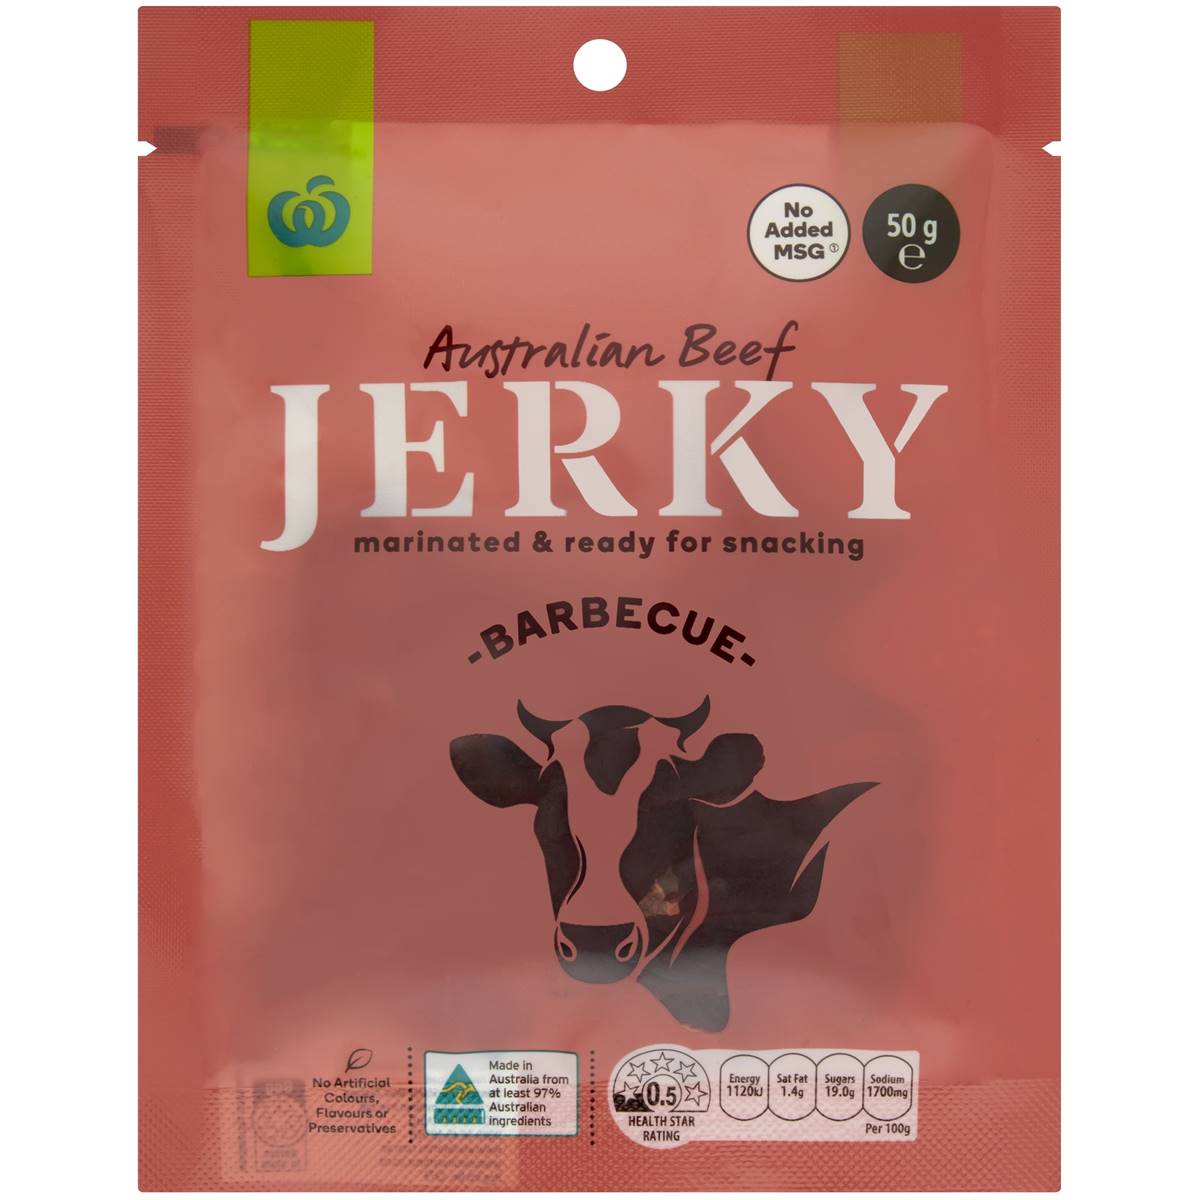 No
Added
MSG①
50 g
℮
Australian Beef
JERKY
marinated & ready for snacking
-BARBECUE-
No Artificial
Colours,
Flavours or
Preservatives
Made in
Australia from
at least 97%
Australian
ingredients
0.5
HEALTH STAR
RATING
Energy
1120kJ
Sat Fat
1.4g
Sugars
19.0g
Sodium
1700mg
Per 100g